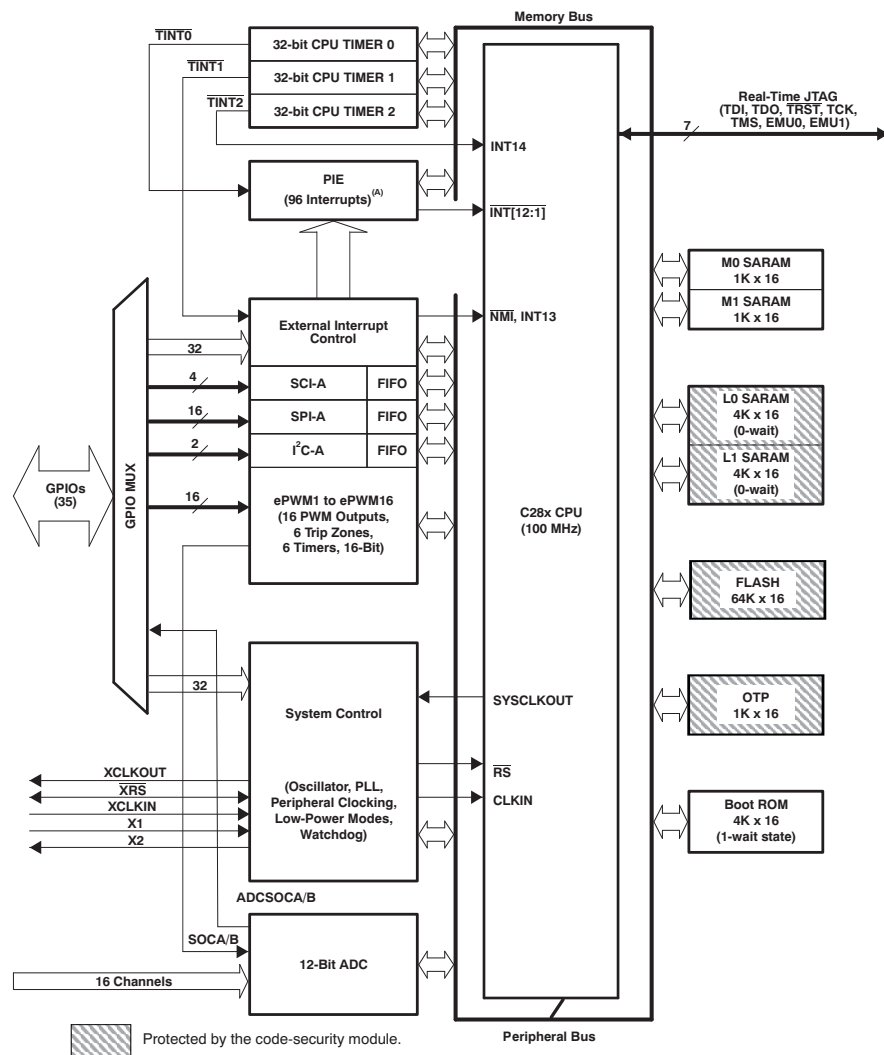 Memory Bus
TINT0
32-bit CPU TIMER 0
TINT1
32-bit CPU TIMER 1
TINT2
32-bit CPU TIMER 2
Real-Time JTAG
(TDI, TDO, TRST, TCK,
TMS, EMU0, EMU1)
7
INT14
PIE
(96 Interrupts)(A)
INT[12:1]
M0 SARAM
1K x 16
M1 SARAM
1K x 16
External Interrupt
Control
NMI, INT13
32
4
SCI-A
FIFO
16
SPI-A
FIFO
2
I2C-A
FIFO
L0 SARAM
4K x 16
(0-wait)
L1 SARAM
4K x 16
(0-wait)
GPIOs
(35)
GPIO MUX
16
ePWM1 to ePWM16
(16 PWM Outputs,
6 Trip Zones,
6 Timers, 16-Bit)
C28x CPU
(100 MHz)
FLASH
64K x 16
32
System Control
SYSCLKOUT
OTP
1K x 16
XCLKOUT
XRS
XCLKIN
X1
X2
(Oscillator, PLL,
Peripheral Clocking,
Low-Power Modes,
Watchdog)
RS
CLKIN
Boot ROM
4K x 16
(1-wait state)
ADCSOCA/B
SOCA/B
12-Bit ADC
16 Channels
Protected by the code-security module.
Peripheral Bus